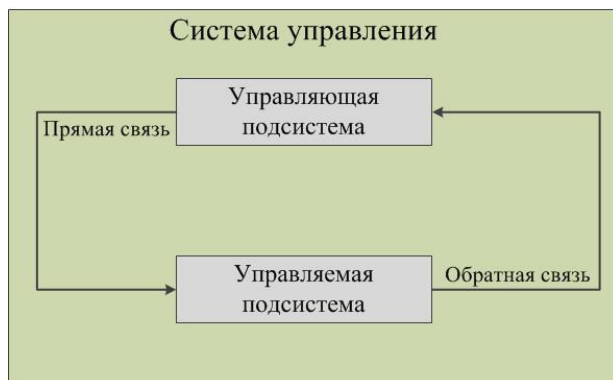 Система управления
Управляющая
подсистема
Прямая связь
Управляемая
подсистема
Обратная связь